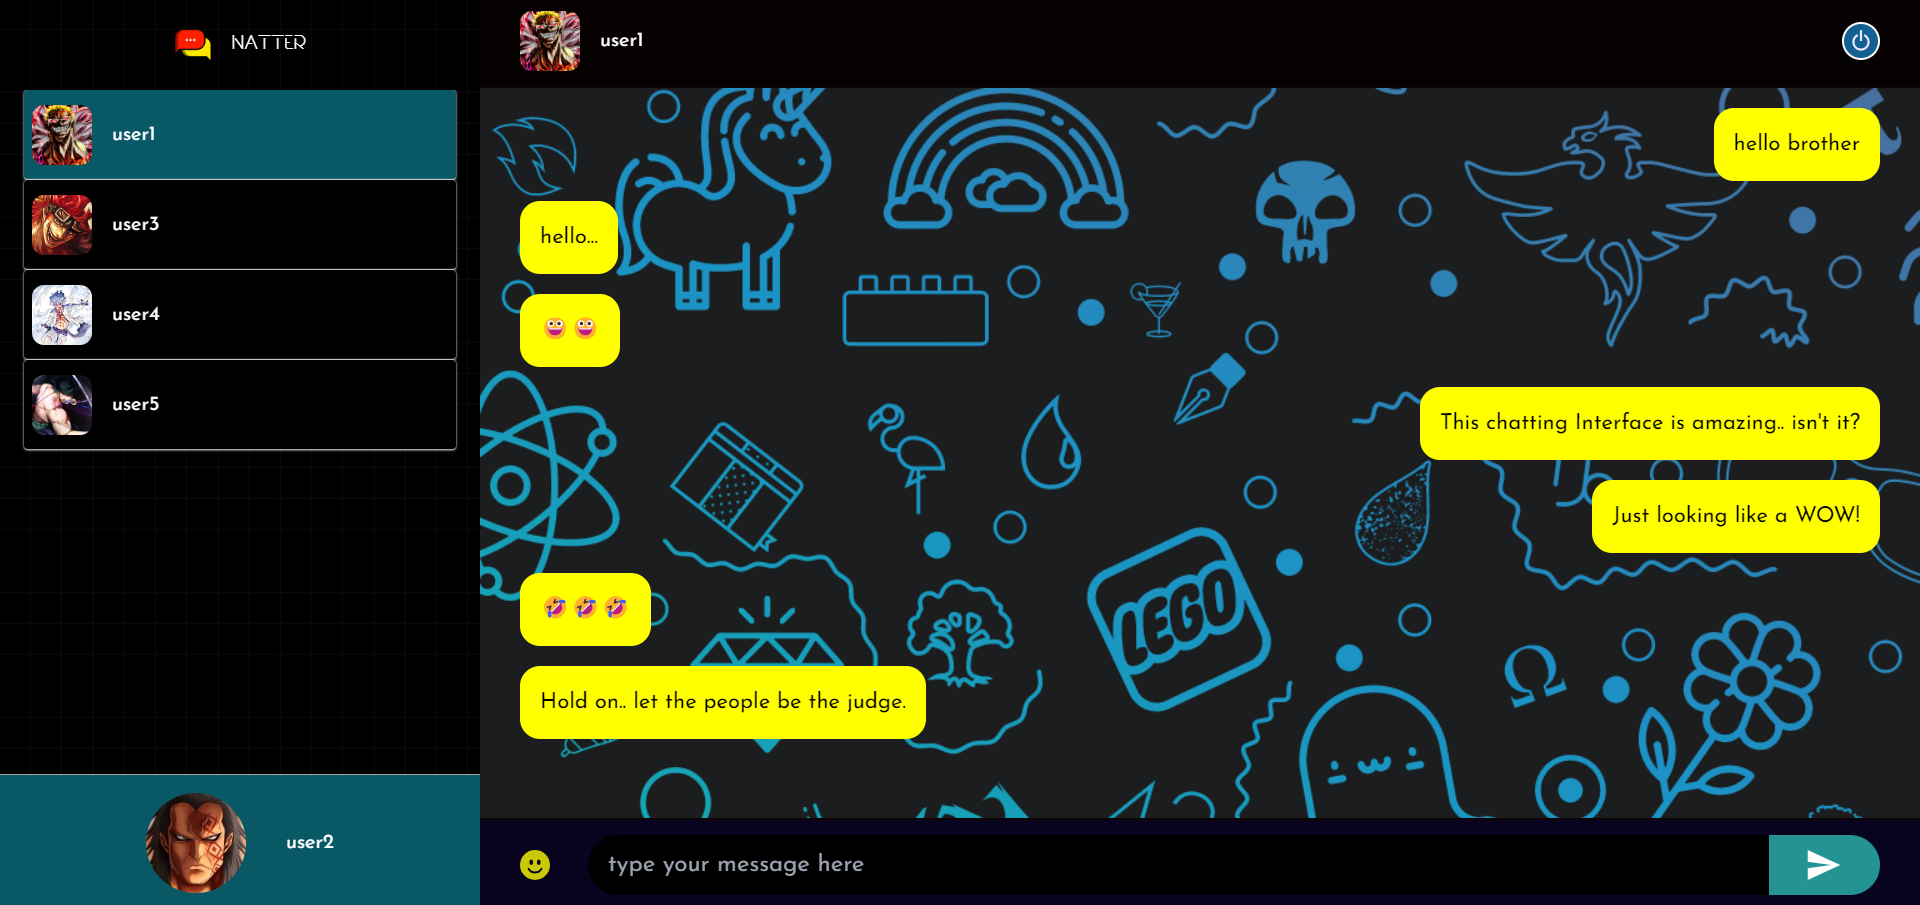 NATTER
user1
user3
user4
user5
user2
user1
hello brother
hello...
This chatting Interface is amazing.. isn't it?
Just looking like a WOW!
Hold on.. let the people be the judge.
LEGO
Ω
type your message here